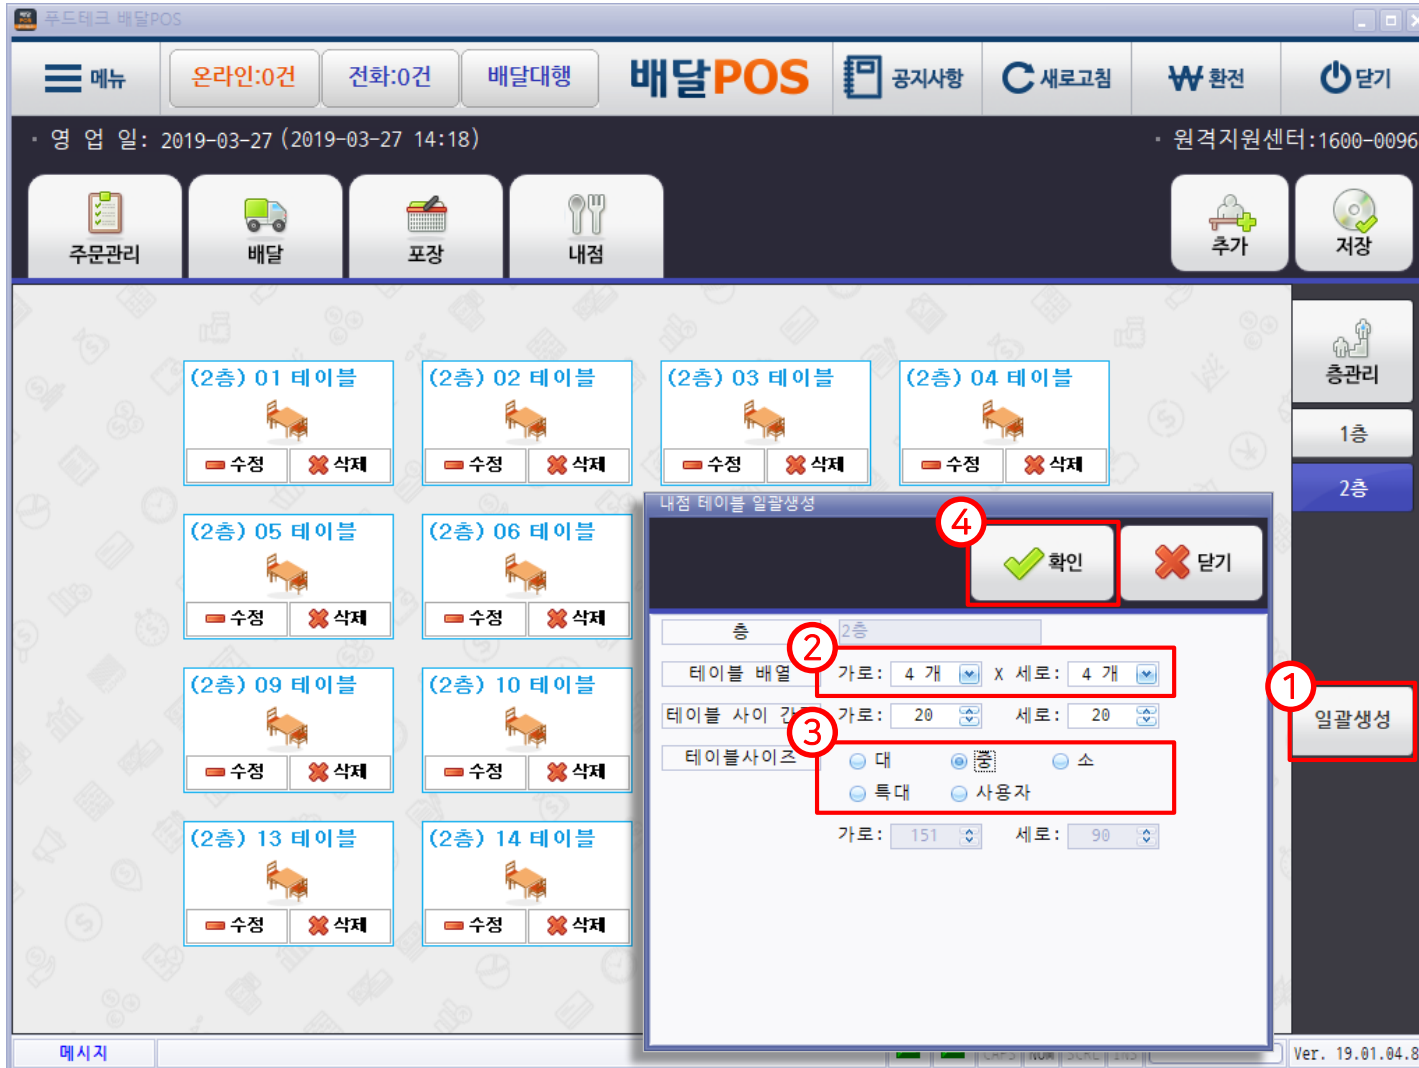 푸드테크 배달POS
메뉴
온라인:0건
전화:0건
배달대행
배달POS
공지사항
새로고침
환전
닫기
영 업 일: 2019-03-27 (2019-03-27 14:18)
원격지원센터:1600-0096
주문관리
배달
포장
내점
추가
저장
층관리
1층
2층
(2층) 01 테이블
(2층) 02 테이블
(2층) 03 테이블
(2층) 04 테이블
수정 삭제
수정 삭제
수정 삭제
수정 삭제
(2층) 05 테이블
(2층) 06 테이블
수정 삭제
수정 삭제
(2층) 09 테이블
(2층) 10 테이블
수정 삭제
수정 삭제
(2층) 13 테이블
(2층) 14 테이블
수정 삭제
수정 삭제
내점 테이블 일괄생성
4
확인
닫기
층 2층
2
테이블 배열 가로: 4 개 X 세로: 4 개
테이블 사이 가로: 20 세로: 20
3
테이블사이즈 대 중 소
특대 사용자
가로: 151 세로: 90
1
일괄생성
메시지
CAPS NUM SCRL INS
Ver. 19.01.04.8